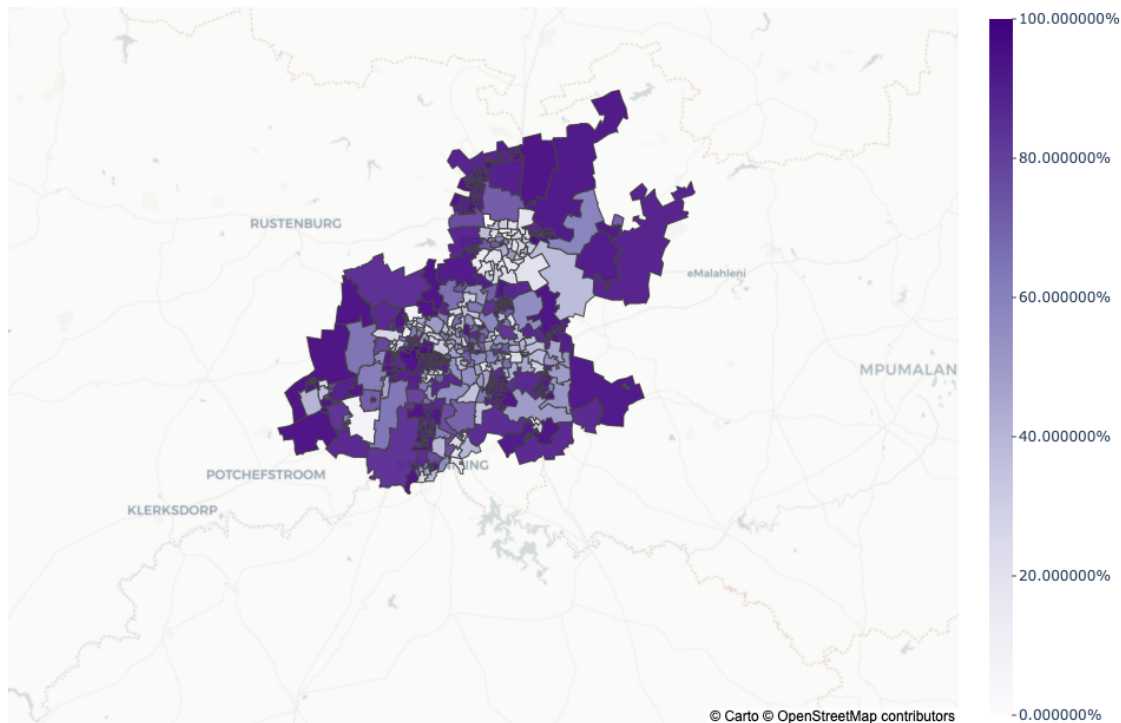 100.000000%
80.000000%
60.000000%
40.000000%
20.000000%
0.000000%
RUSTENBURG
eMalahleni
MPUMALAN
POTCHEFSTROOM
KLERKSDORP
© Carto © OpenStreetMap contributors